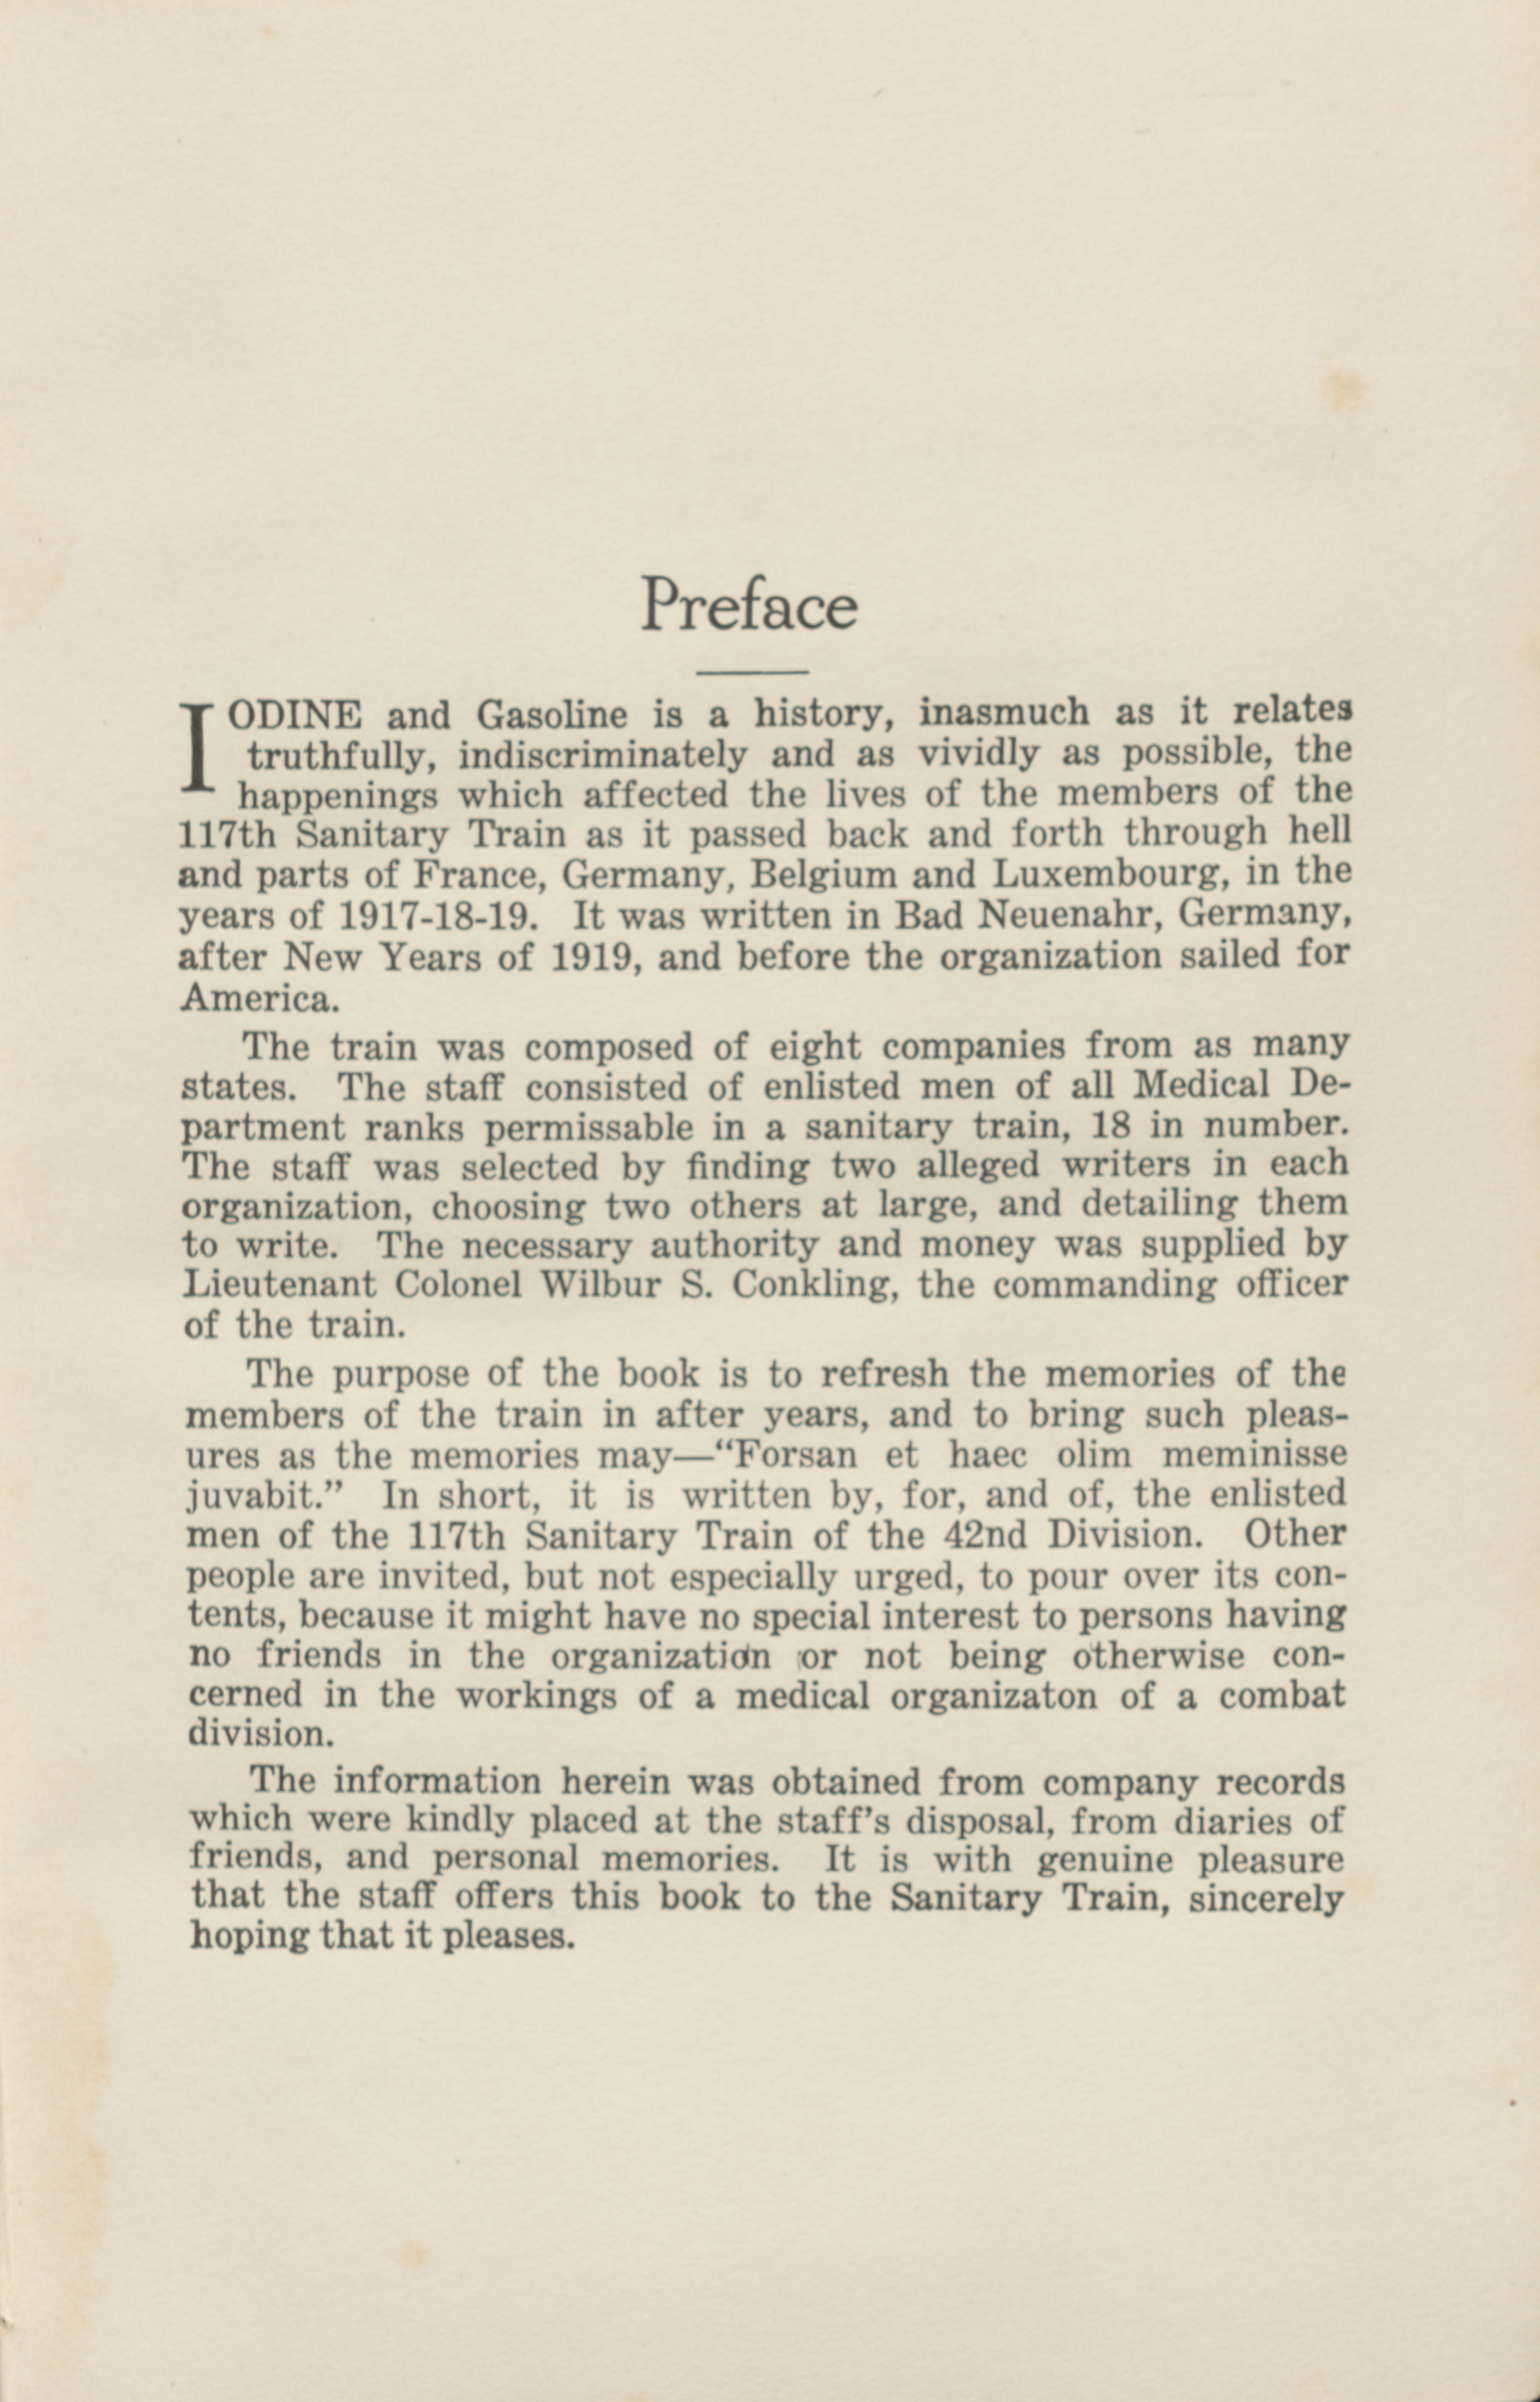 Preface
IODINE and Gasoline is a history, inasmuch as it relates
truthfully, indiscriminately and as vividly as possible, the
happenings which affected the lives of the members of the
117th Sanitary Train as it passed back and forth through hell
and parts of France, Germany, Belgium and Luxembourg, in the
years of 1917-18-19. It was written in Bad Neuenahr, Germany,
after New Years of 1919, and before the organization sailed for
America.
The train was composed of eight companies from as many
states. The staff consisted of enlisted men of all Medical De-
partment ranks permissable in a sanitary train, 18 in number.
The staff was selected by finding two alleged writers in each
organization, choosing two others at large, and detailing them
to write. The necessary authority and money was supplied by
Lieutenant Colonel Wilbur S. Conkling, the commanding officer
of the train.
The purpose of the book is to refresh the memories of the
members of the train in after years, and to bring such pleas-
ures as the memories may—“Forsan et haec olim meminisse
juvabit.” In short, it is written by, for, and of, the enlisted
men of the 117th Sanitary Train of the 42nd Division. Other
people are invited, but not especially urged, to pour over its con-
tents, because it might have no special interest to persons having
no friends in the organization or not being otherwise con-
cerned in the workings of a medical organizaton of a combat
division.
The information herein was obtained from company records
which were kindly placed at the staff's disposal, from diaries of
friends, and personal memories. It is with genuine pleasure
that the staff offers this book to the Sanitary Train, sincerely
hoping that it pleases.